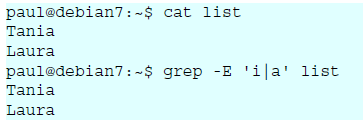 paul@debian7:~$ cat list
Tania
Laura
paul@debian7:~$ grep -E 'i|a' list
Tania
Laura